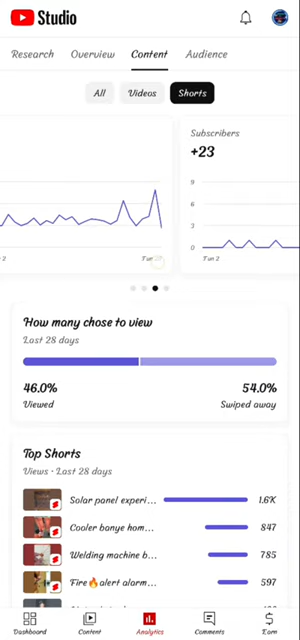 Studio
Research Overview Content Audience
All Videos Shorts
Subscribers
+23
9
6
3
0
n 2
Jun 2
How many chose to view
Last 28 days
46.0% 54.0%
Viewed Swiped away
Top Shorts
Views · Last 28 days
Solar panel experi... 1.6K
Cooler banye hom... 847
Welding machine b... 785
Fire🔥alert alarm... 597
Dashboard Content Analytics Comments Earn